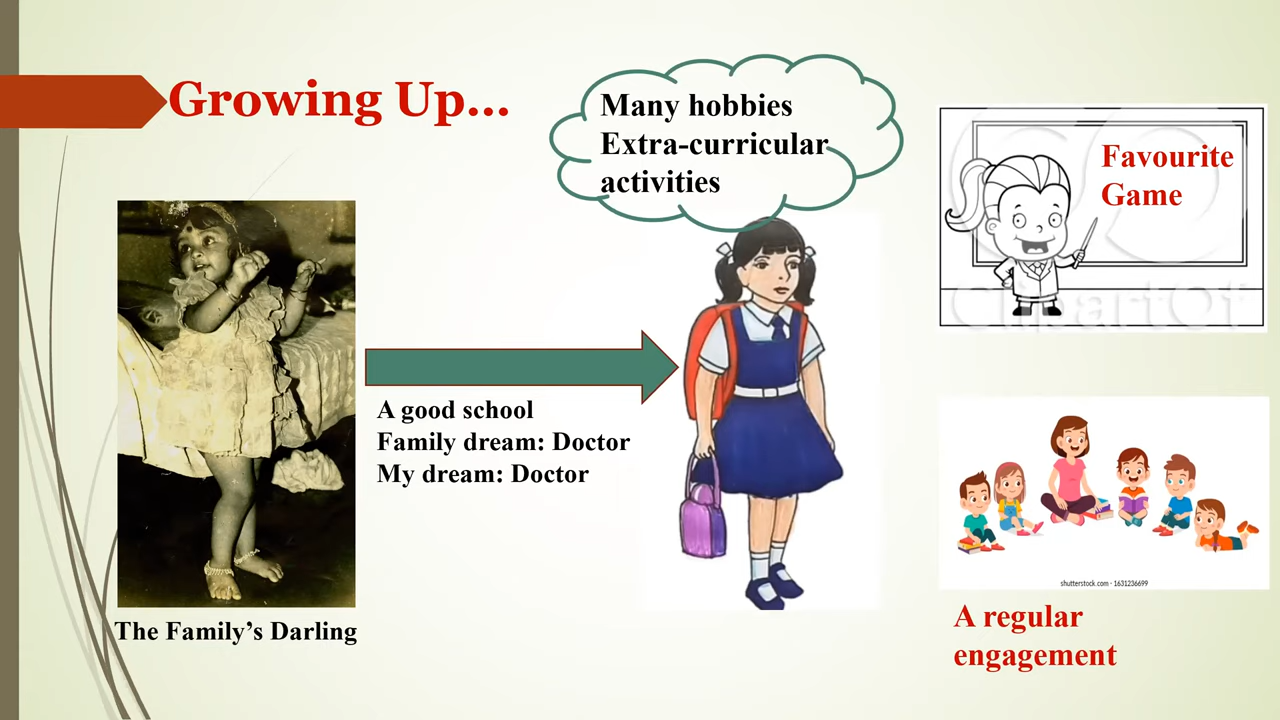 Growing Up...
Many hobbies
Extra-curricular
activities
Favourite
Game
ClipartOf
A good school
Family dream: Doctor
My dream: Doctor
shutterstock.com · 1631236699
The Family's Darling
A regular
engagement